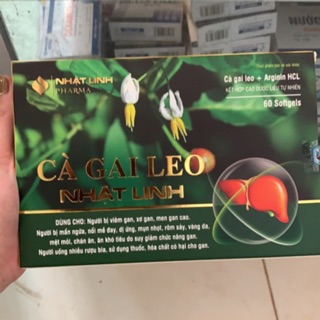 NHẤT LINH
PHARMA
Cà gai leo + Arginin HCL
KẾT HỢP CAO DƯỢC LIỆU TỰ NHIÊN
60 Softgels
CÀ GAI LEO
NHẤT LINH
DÙNG CHO: Người bị viêm gan, xơ gan, men gan cao.
Người bị mẩn ngứa, nổi mề đay, dị ứng, mụn nhọt, rôm sảy, vàng da,
mệt mỏi, chán ăn, ăn khó tiêu do suy giảm chức năng gan.
Người uống nhiều rượu bia, sử dụng thuốc, hóa chất có hại cho gan.